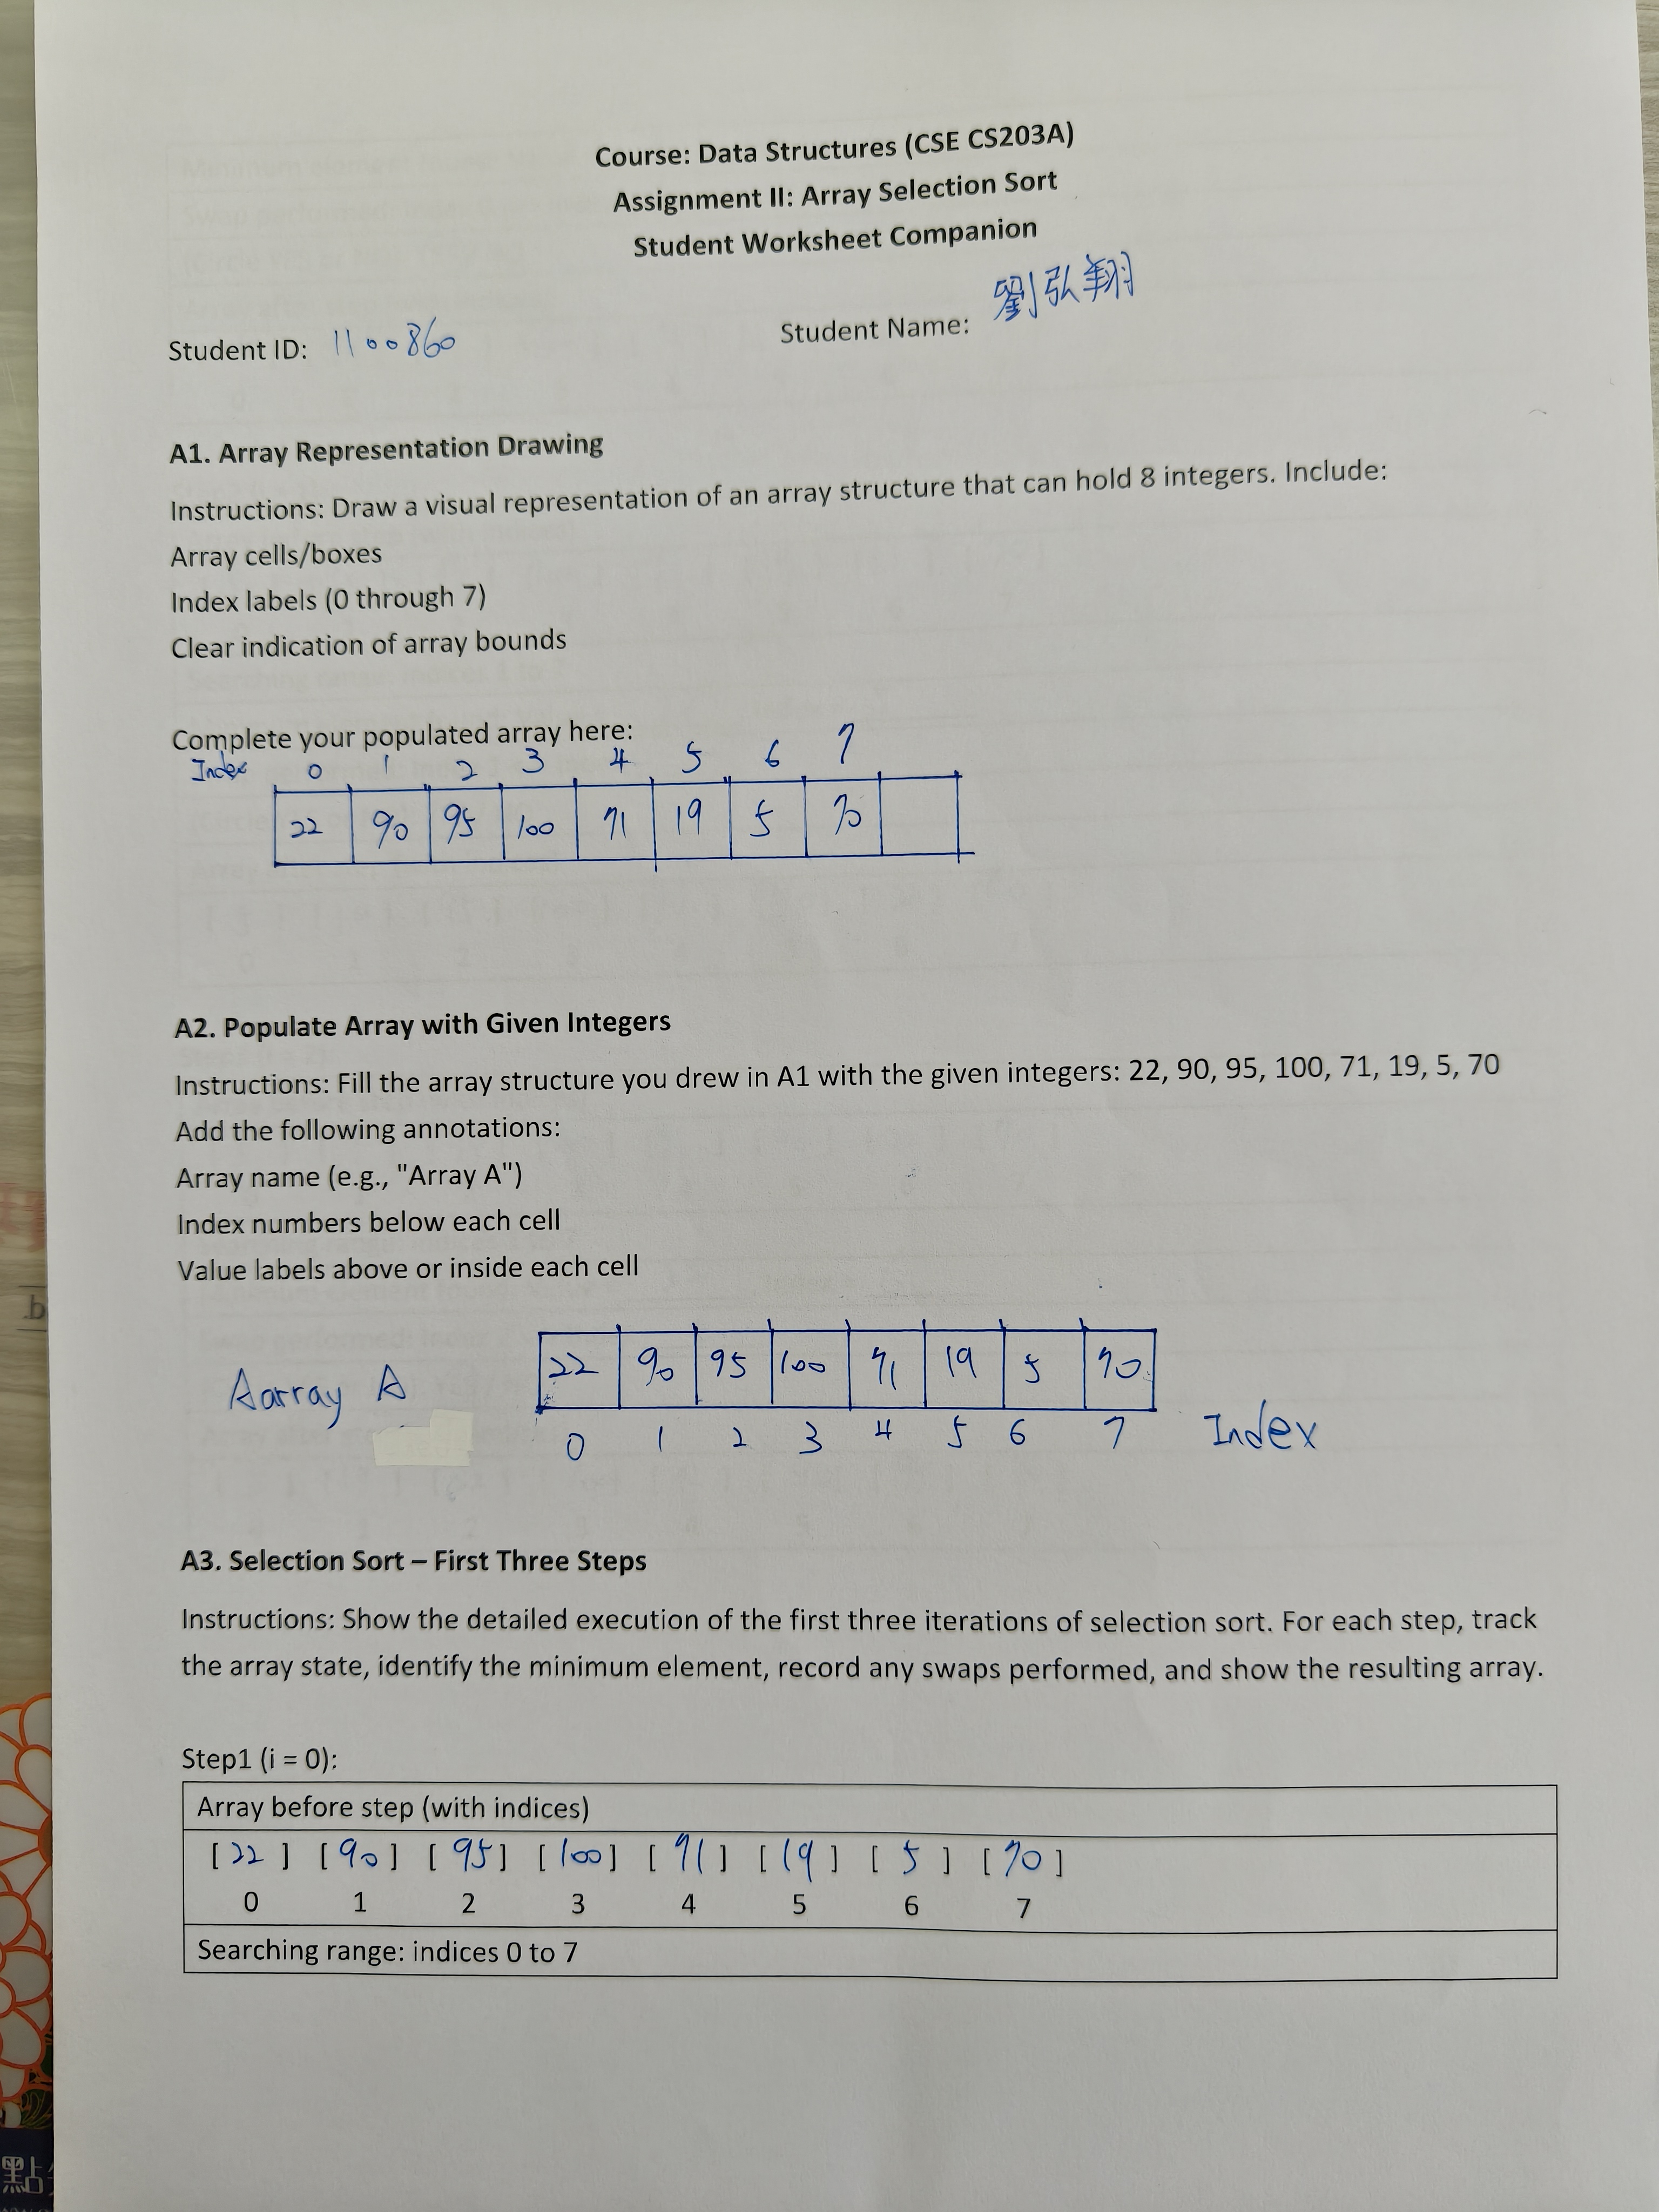 Course: Data Structures (CSE CS203A)
Assignment II: Array Selection Sort
Student Worksheet Companion
Student ID: 1100860 Student Name: 劉弘翔
A1. Array Representation Drawing
Instructions: Draw a visual representation of an array structure that can hold 8 integers. Include:
Array cells/boxes
Index labels (0 through 7)
Clear indication of array bounds
Complete your populated array here:
Index 0 1 2 3 4 5 6 7
22 90 95 100 71 19 5 70
A2. Populate Array with Given Integers
Instructions: Fill the array structure you drew in A1 with the given integers: 22, 90, 95, 100, 71, 19, 5, 70
Add the following annotations:
Array name (e.g., "Array A")
Index numbers below each cell
Value labels above or inside each cell
Aarray A 22 90 95 100 71 19 5 70
0 1 2 3 4 5 6 7 Index
A3. Selection Sort – First Three Steps
Instructions: Show the detailed execution of the first three iterations of selection sort. For each step, track
the array state, identify the minimum element, record any swaps performed, and show the resulting array.
Step1 (i = 0):
Array before step (with indices)
[ 22 ] [ 90 ] [ 95 ] [ 100 ] [ 71 ] [ 19 ] [ 5 ] [ 70 ]
0 1 2 3 4 5 6 7
Searching range: indices 0 to 7
點